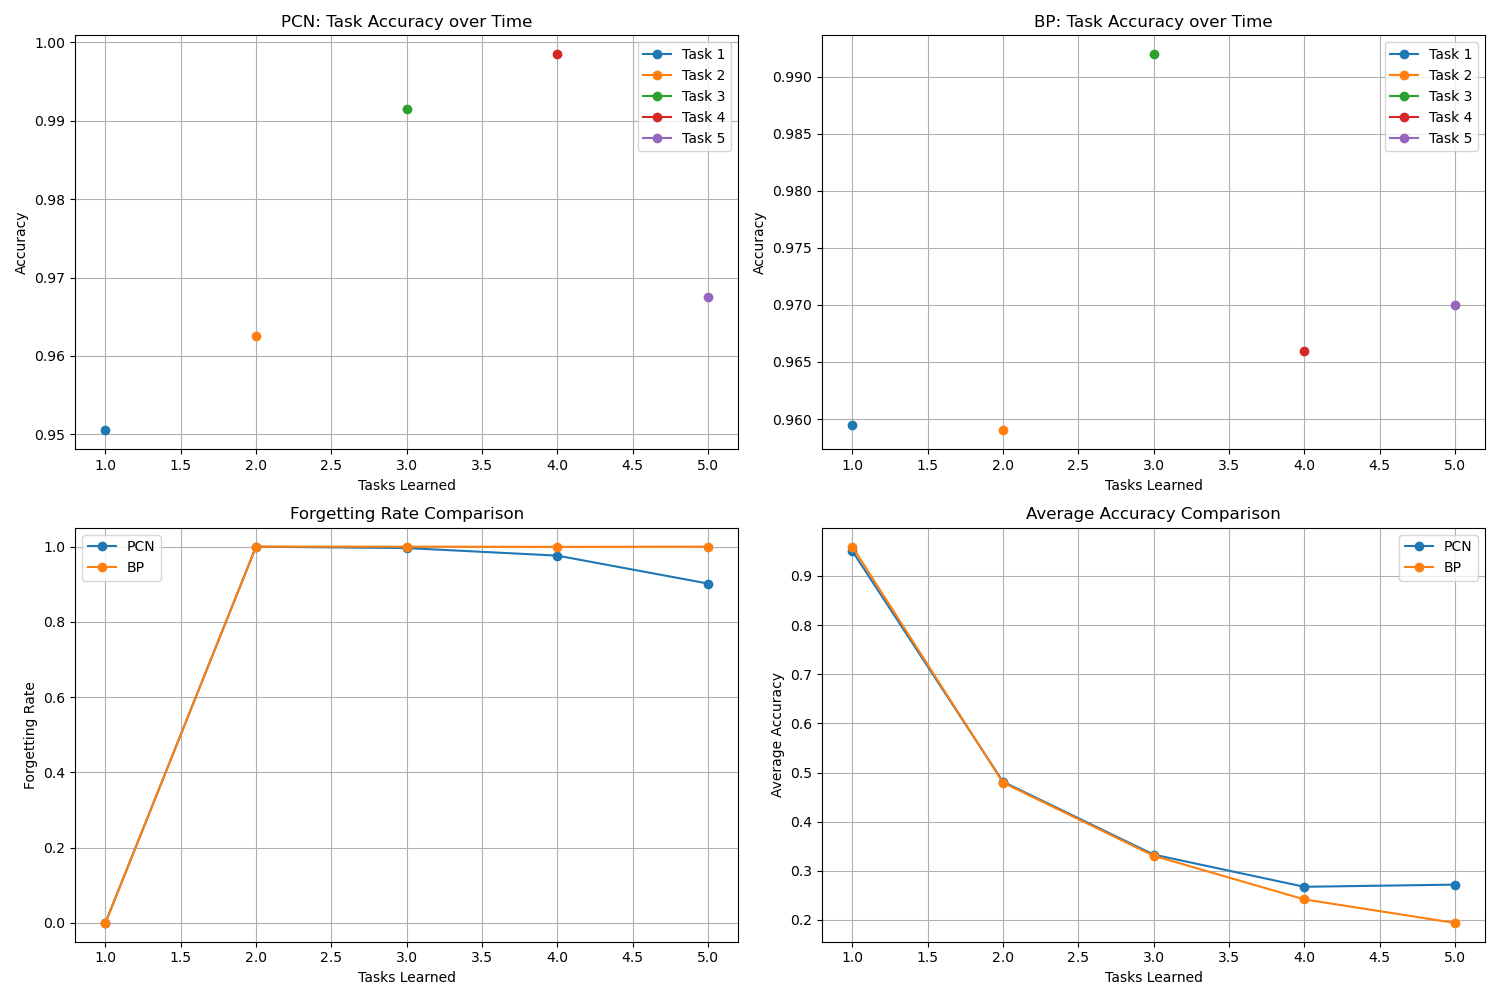 PCN: Task Accuracy over Time
Accuracy
1.00
0.99
0.98
0.97
0.96
0.95
1.0 1.5 2.0 2.5 3.0 3.5 4.0 4.5 5.0
Tasks Learned
Task 1
Task 2
Task 3
Task 4
Task 5
BP: Task Accuracy over Time
Accuracy
0.990
0.985
0.980
0.975
0.970
0.965
0.960
1.0 1.5 2.0 2.5 3.0 3.5 4.0 4.5 5.0
Tasks Learned
Task 1
Task 2
Task 3
Task 4
Task 5
Forgetting Rate Comparison
Forgetting Rate
1.0
0.8
0.6
0.4
0.2
0.0
1.0 1.5 2.0 2.5 3.0 3.5 4.0 4.5 5.0
Tasks Learned
PCN
BP
Average Accuracy Comparison
Average Accuracy
0.9
0.8
0.7
0.6
0.5
0.4
0.3
0.2
1.0 1.5 2.0 2.5 3.0 3.5 4.0 4.5 5.0
Tasks Learned
PCN
BP